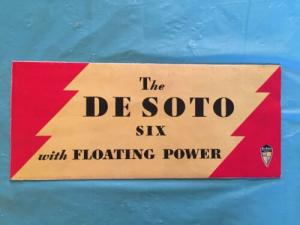 The
DE SOTO
SIX
with FLOATING POWER